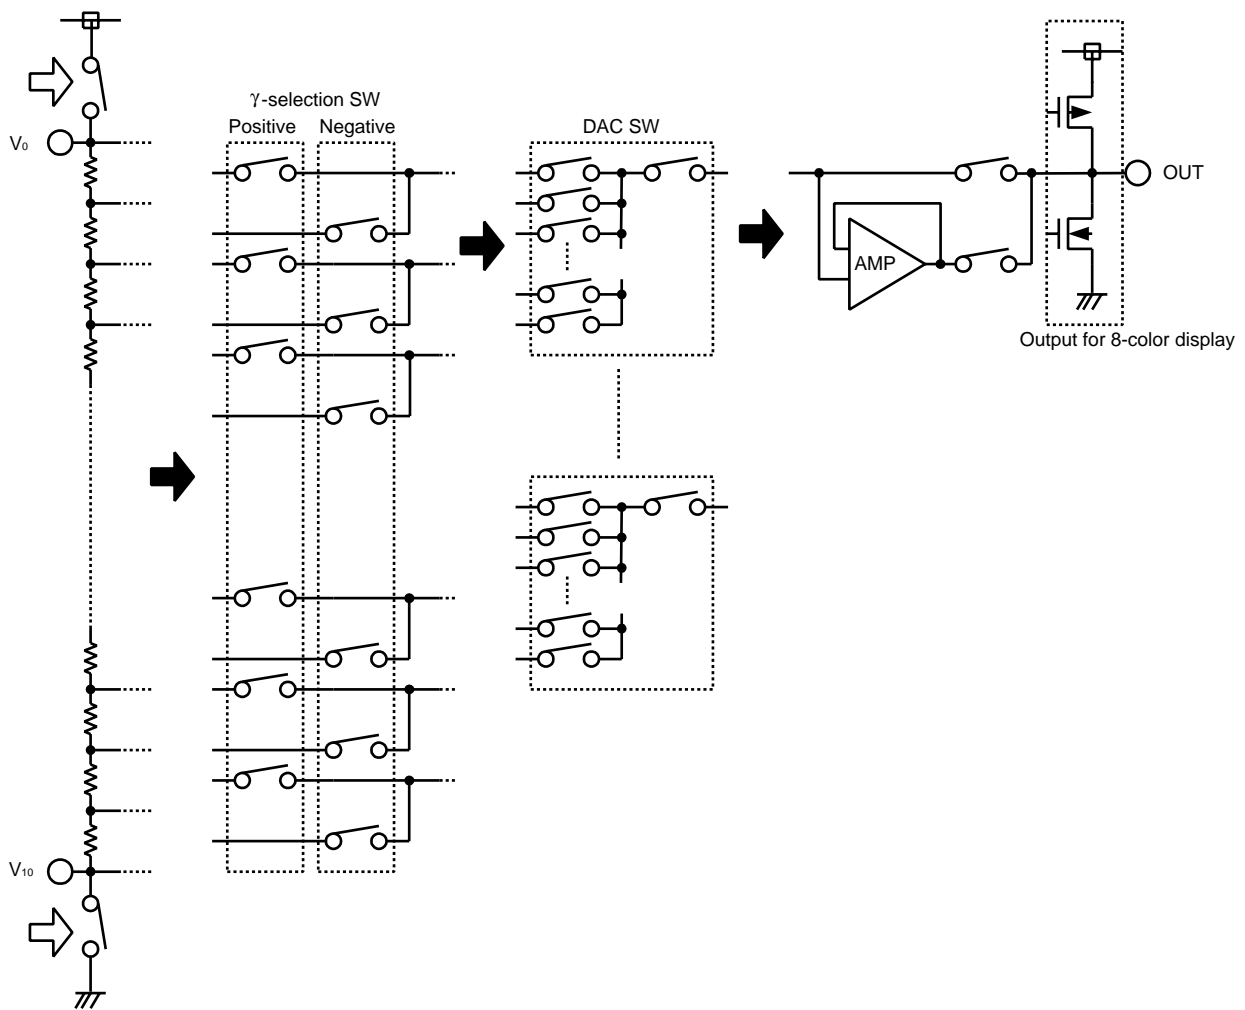 γ-selection SW
Positive Negative
DAC SW
V₀
OUT
AMP
Output for 8-color display
V₁₀